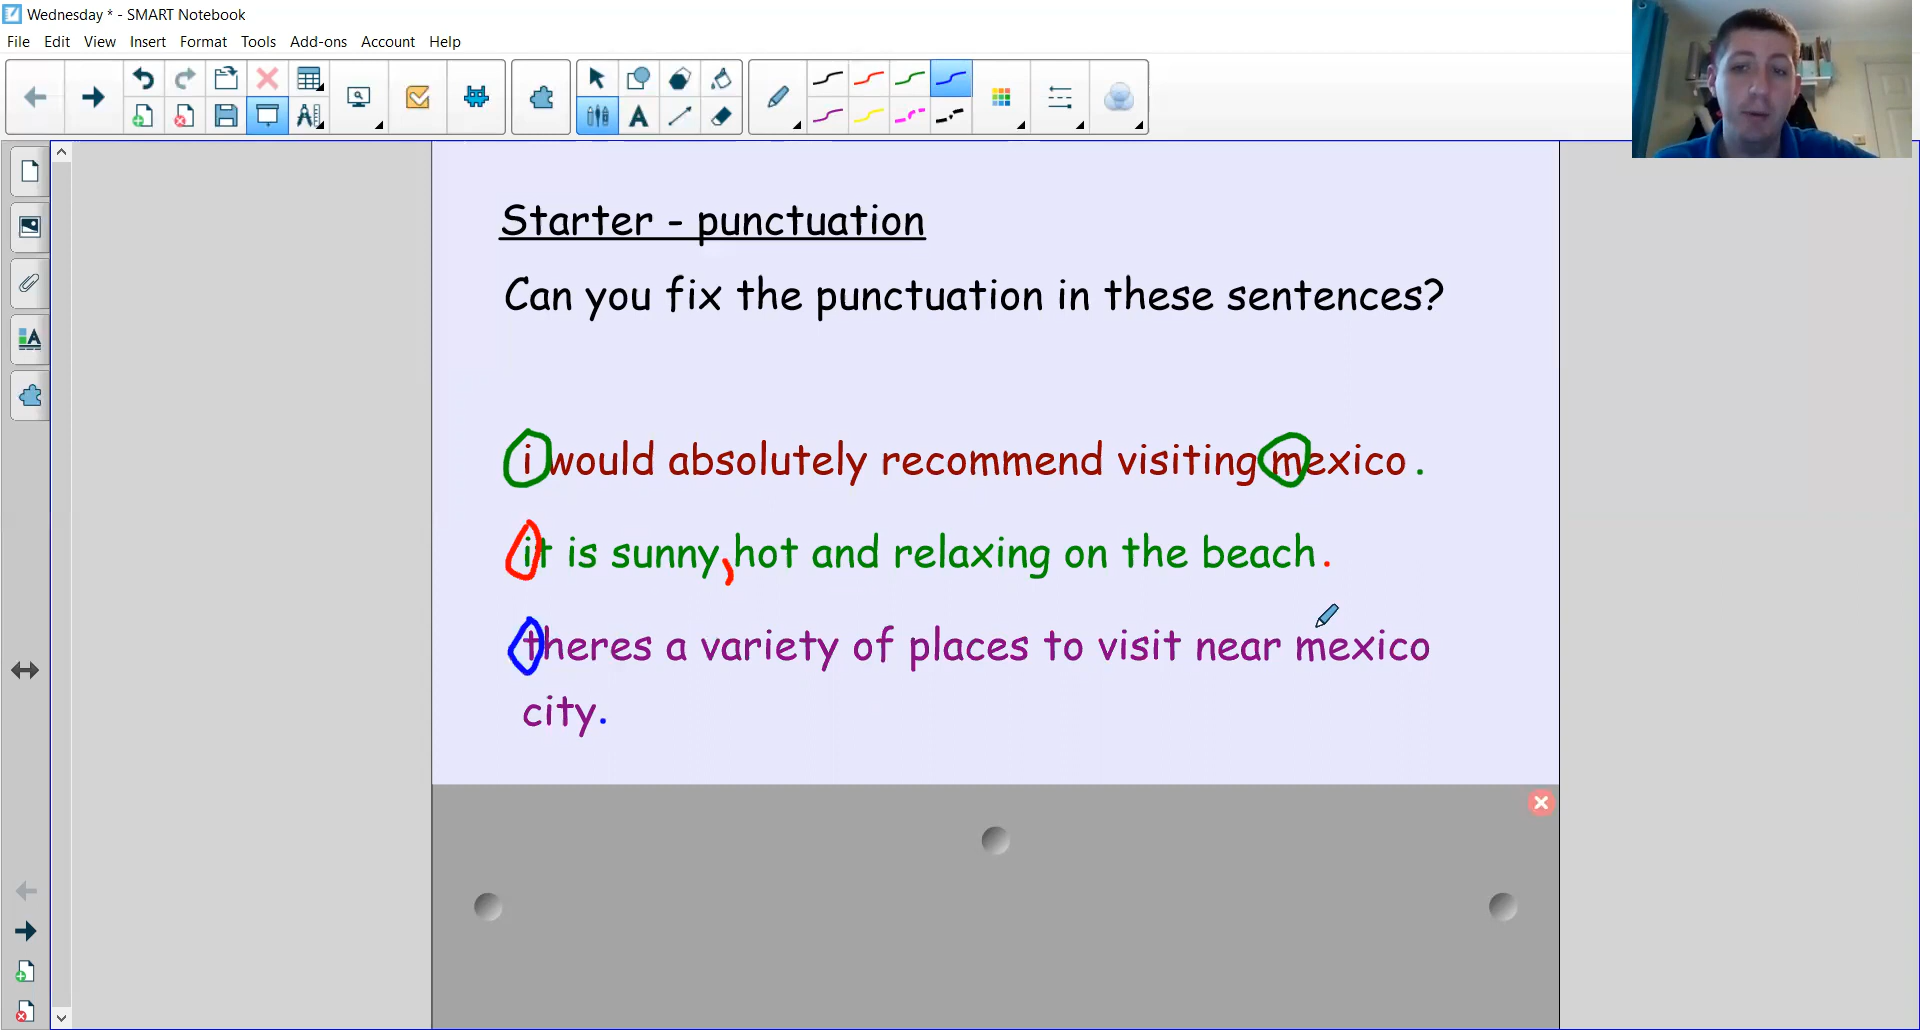 Wednesday * - SMART Notebook
File Edit View Insert Format Tools Add-ons Account Help
Starter - punctuation
Can you fix the punctuation in these sentences?
i would absolutely recommend visiting mexico.
it is sunny, hot and relaxing on the beach.
theres a variety of places to visit near mexico
city.